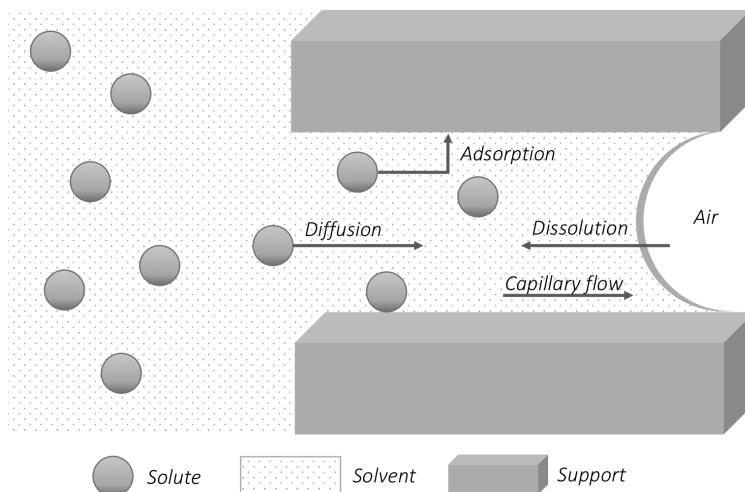 Adsorption
Air
Diffusion
Dissolution
Capillary flow
Solute
Solvent
Support